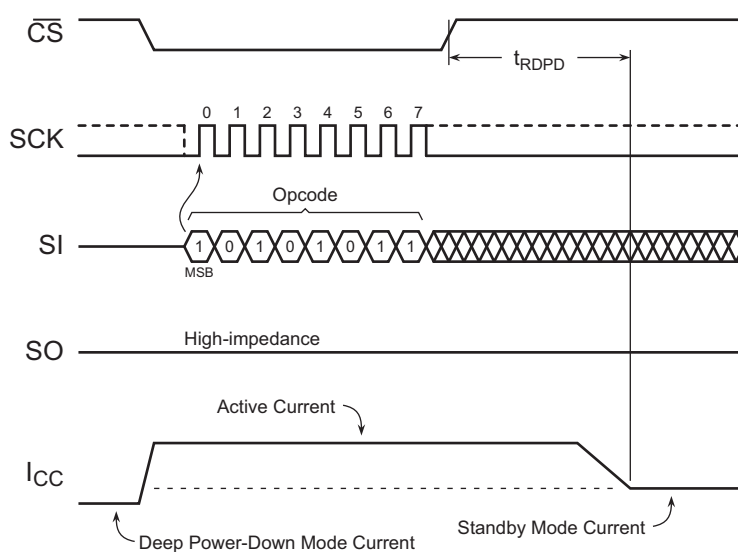 CS
tRDPD
0 1 2 3 4 5 6 7
SCK
Opcode
SI
1 0 1 0 1 0 1 1
MSB
High-impedance
SO
Active Current
ICC
Standby Mode Current
Deep Power-Down Mode Current